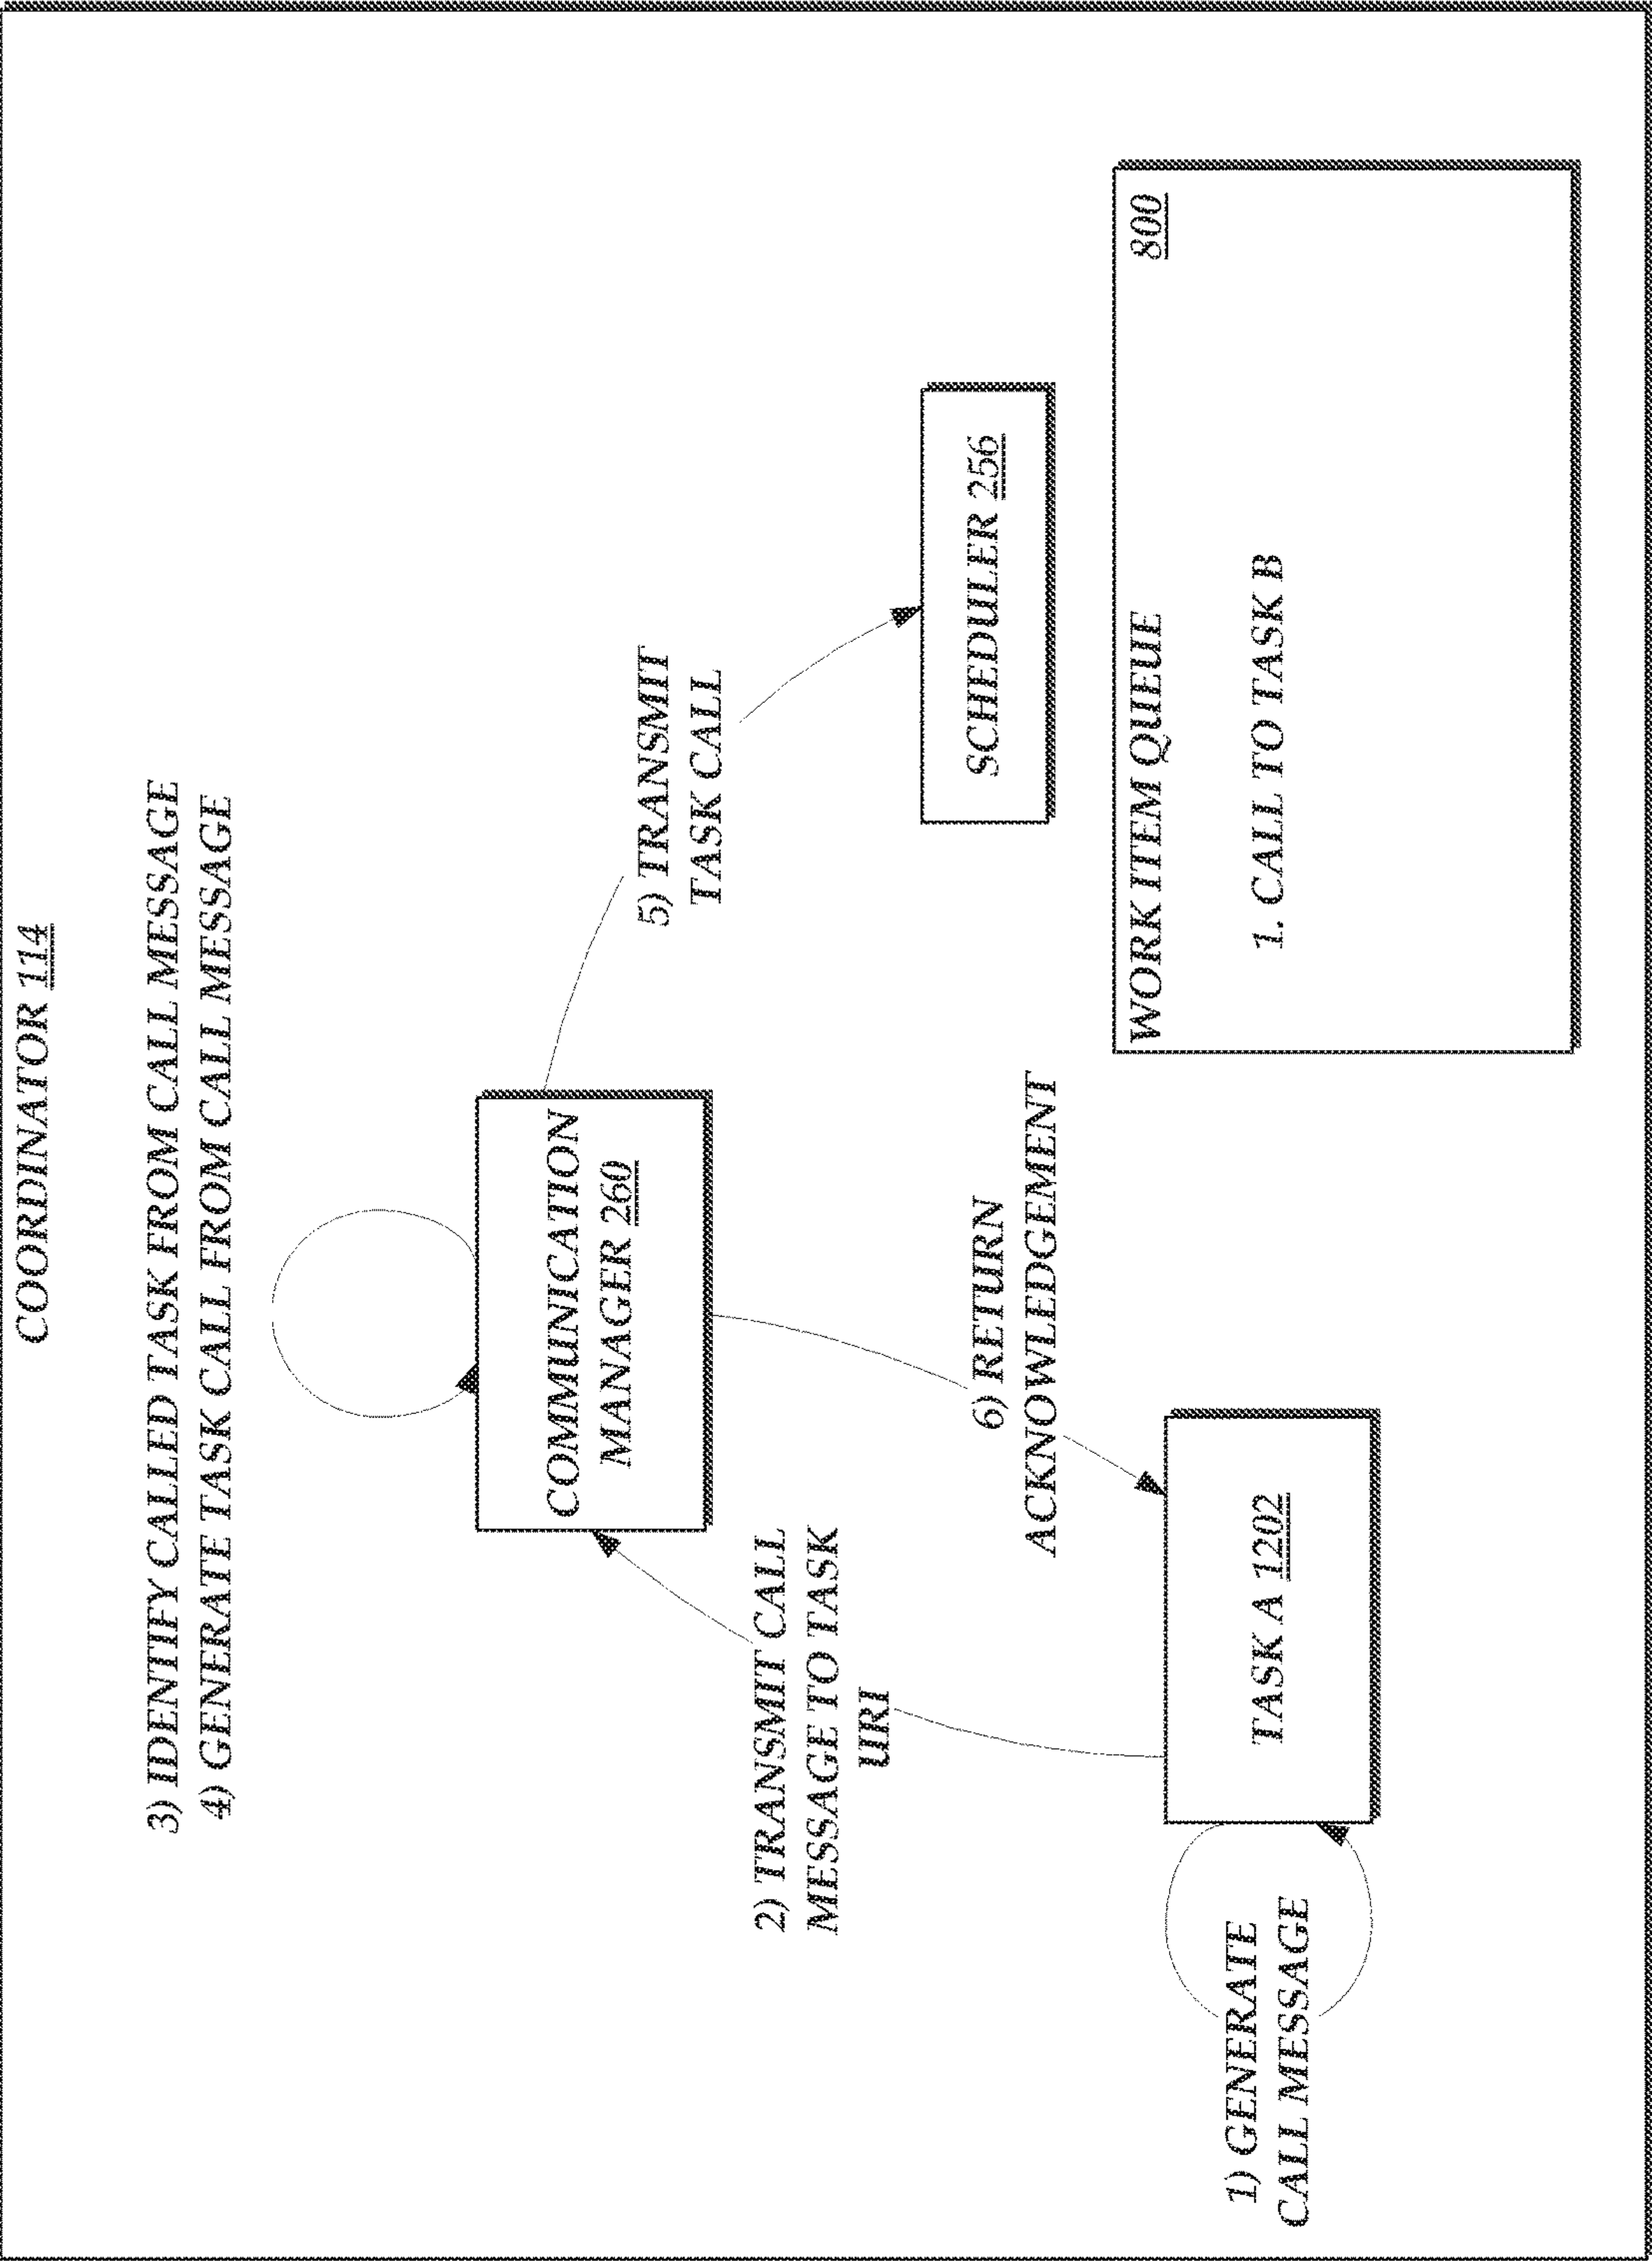 COORDINATOR 114
3) IDENTIFY CALLED TASK FROM CALL MESSAGE
4) GENERATE TASK CALL FROM CALL MESSAGE
COMMUNICATION
MANAGER 260
5) TRANSMIT
TASK CALL
2) TRANSMIT CALL
MESSAGE TO TASK
URI
6) RETURN
ACKNOWLEDGEMENT
SCHEDULER 256
1) GENERATE
CALL MESSAGE
TASK A 1202
WORK ITEM QUEUE 800
1. CALL TO TASK B